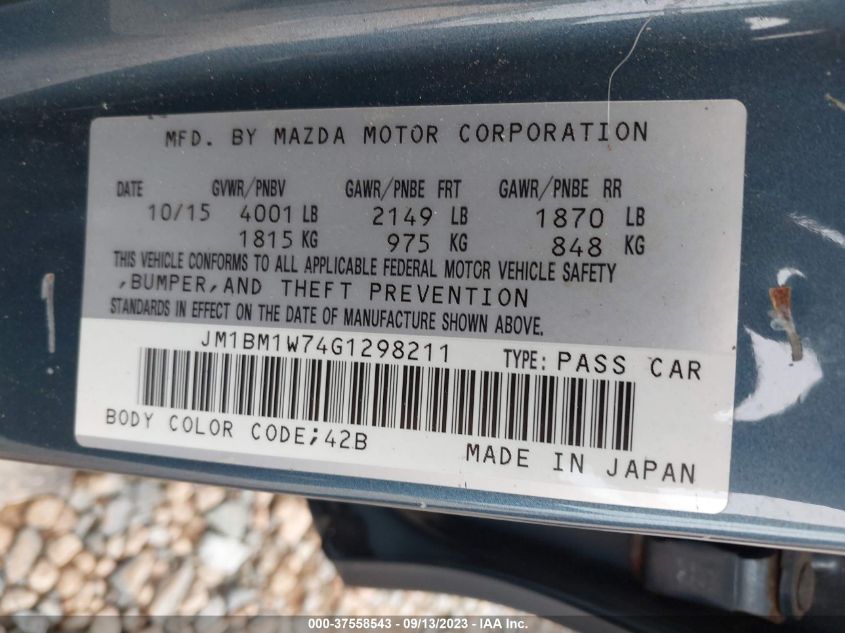 MFD. BY MAZDA MOTOR CORPORATION
DATE GVWR/PNBV GAWR/PNBE FRT GAWR/PNBE RR
10/15 4001 LB 2149 LB 1870 LB
1815 KG 975 KG 848 KG
THIS VEHICLE CONFORMS TO ALL APPLICABLE FEDERAL MOTOR VEHICLE SAFETY
,BUMPER,AND THEFT PREVENTION
STANDARDS IN EFFECT ON THE DATE OF MANUFACTURE SHOWN ABOVE.
JM1BM1W74G1298211 TYPE: PASS CAR
BODY COLOR CODE;42B
MADE IN JAPAN
000-37558543 - 09/13/2023 - IAAI Inc.